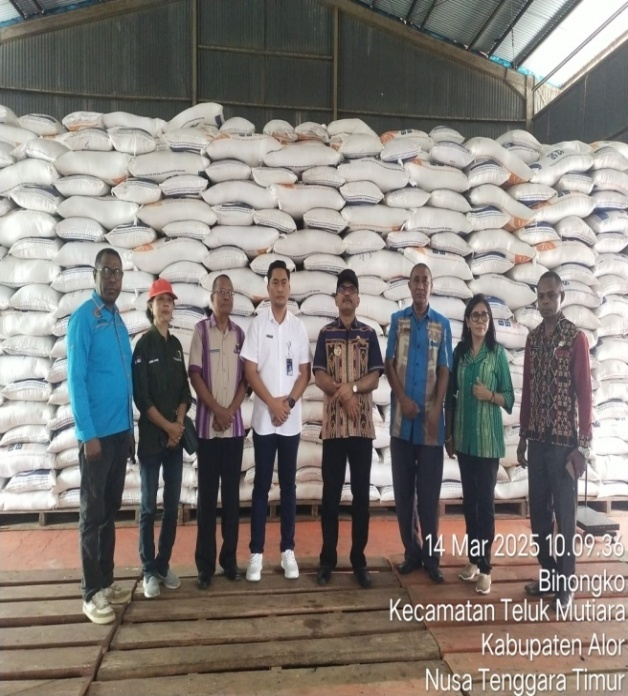 14 Mar 2025 10.09.36
Binongko
Kecamatan Teluk Mutiara
Kabupaten Alor
Nusa Tenggara Timur